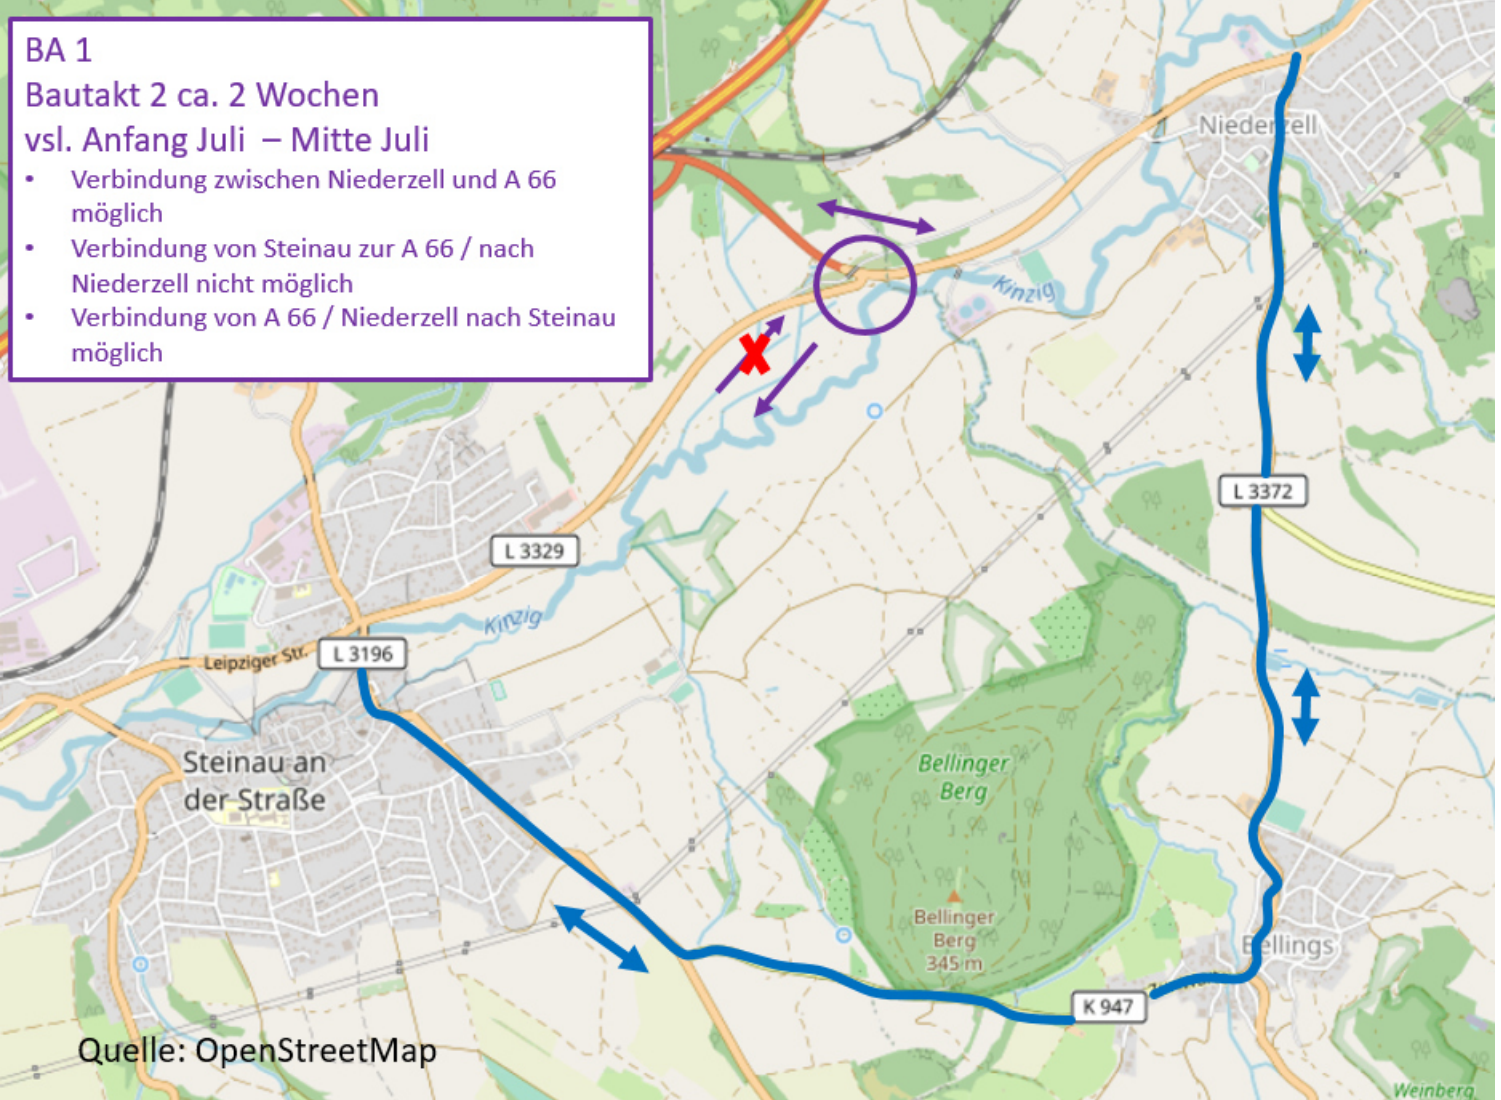 BA 1
Bautakt 2 ca. 2 Wochen
vsl. Anfang Juli – Mitte Juli
• Verbindung zwischen Niederzell und A 66
möglich
• Verbindung von Steinau zur A 66 / nach
Niederzell nicht möglich
• Verbindung von A 66 / Niederzell nach Steinau
möglich
Niederzell
Kinzig
L 3372
L 3329
Kinzig
L 3196
Leipziger Str.
Steinau an
der Straße
Bellinger
Berg
Bellinger
Berg
345 m
Bellings
K 947
Quelle: OpenStreetMap
Weinberg